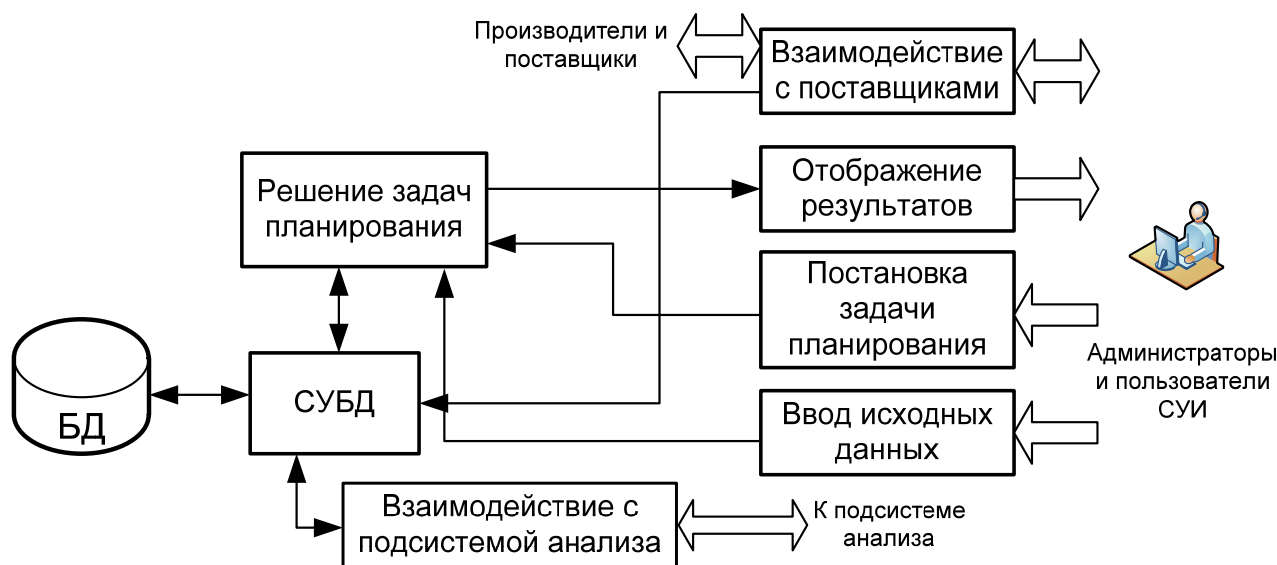 Производители и
поставщики
Взаимодействие
с поставщиками
Решение задач
планирования
Отображение
результатов
Постановка
задачи
планирования
Администраторы
и пользователи
СУИ
БД
СУБД
Ввод исходных
данных
Взаимодействие с
подсистемой анализа
К подсистеме
анализа